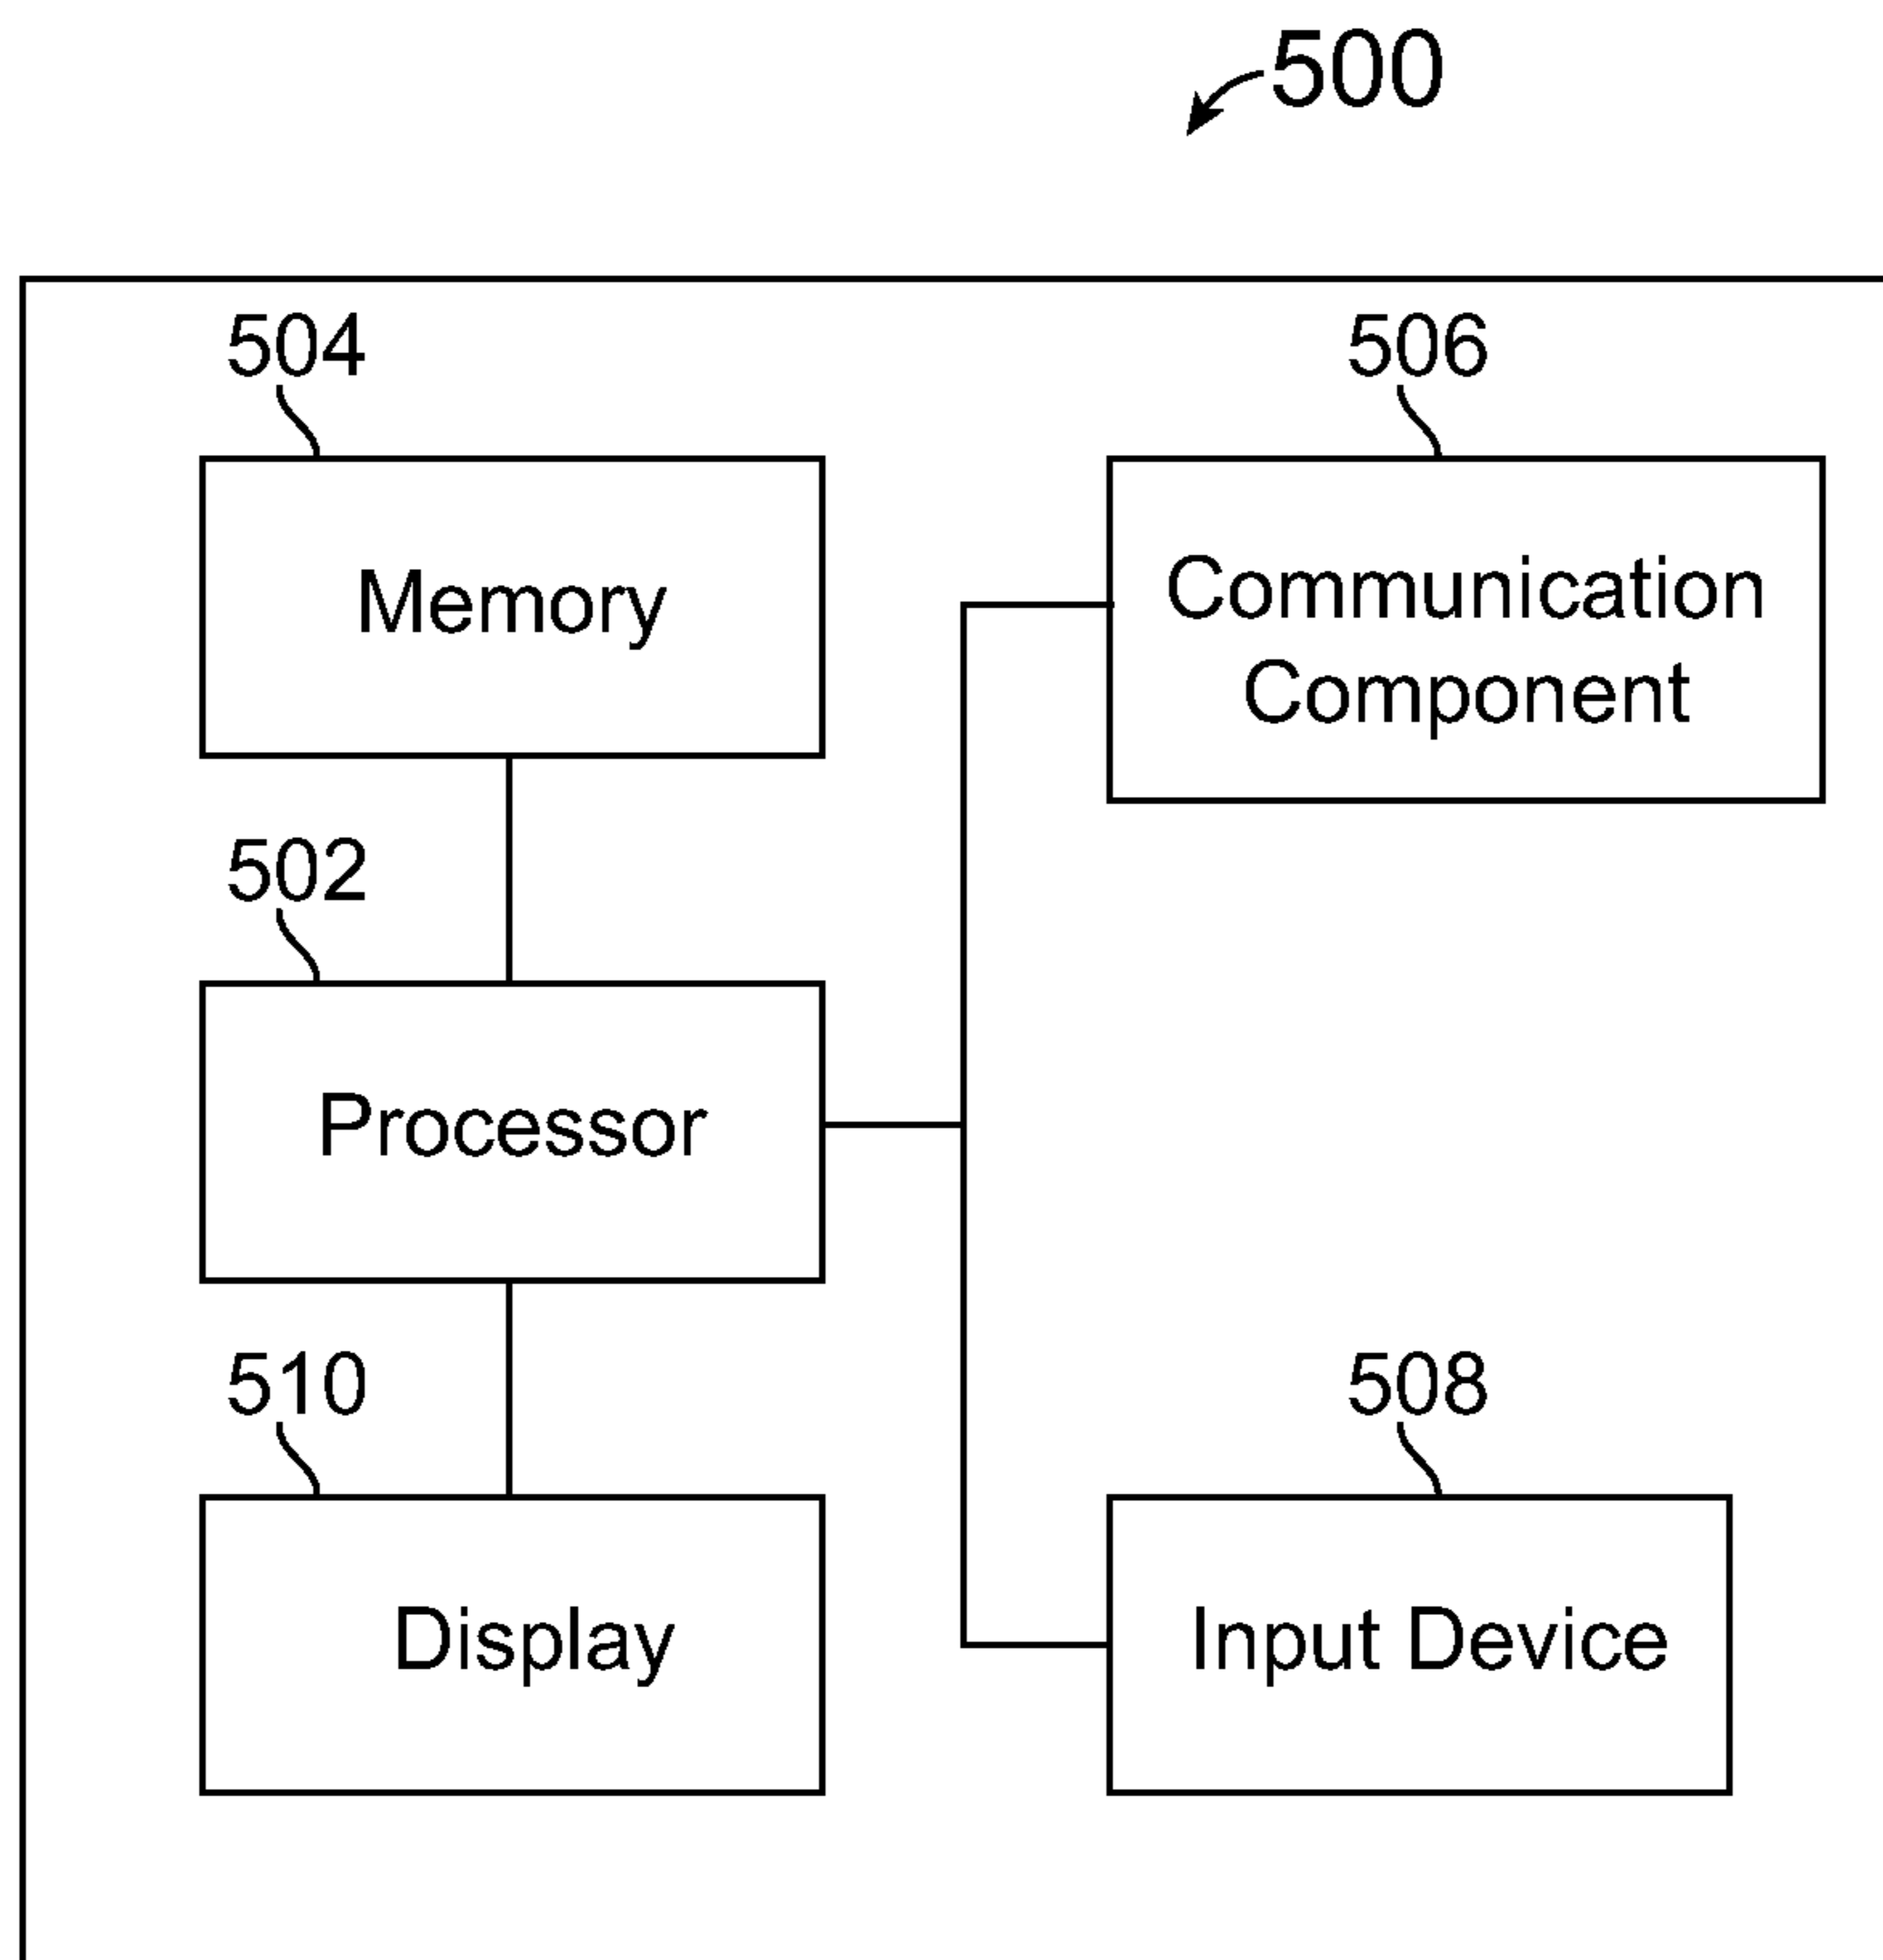 500
504
506
Memory
Communication
Component
502
Processor
510
508
Display
Input Device